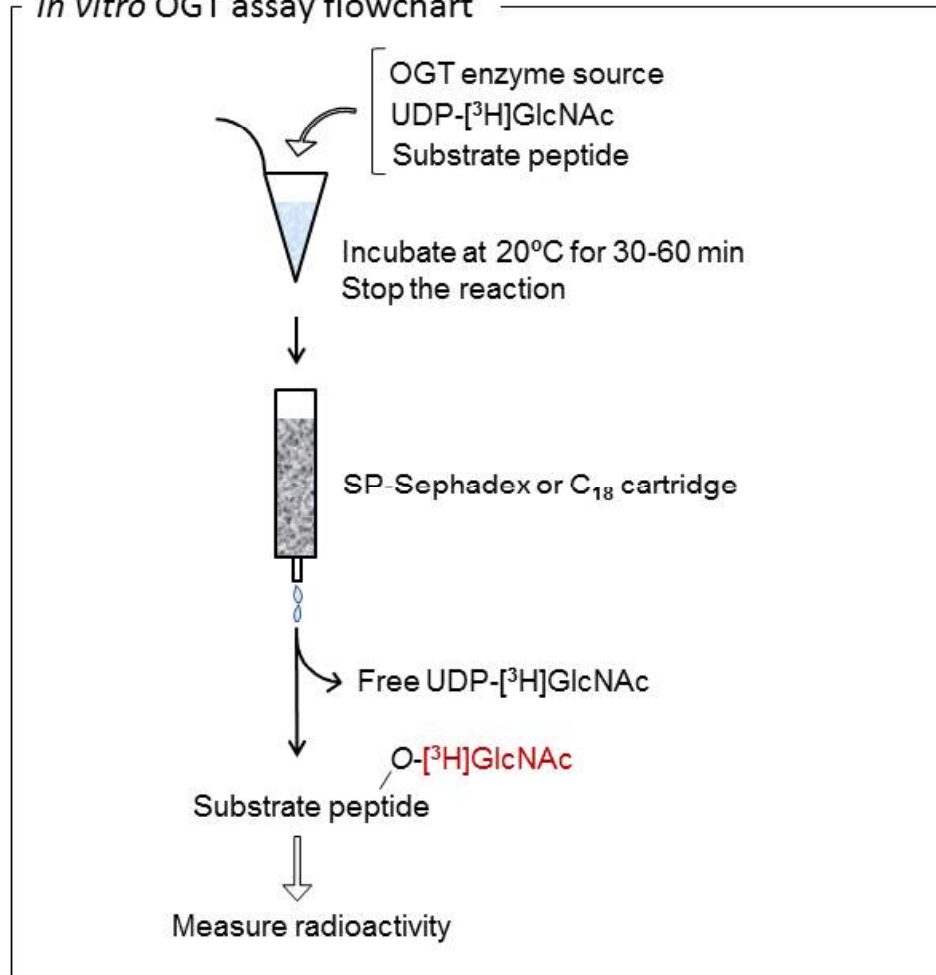 In vitro OGT assay flowchart
OGT enzyme source
UDP-[³H]GlcNAc
Substrate peptide
Incubate at 20ºC for 30-60 min
Stop the reaction
SP-Sephadex or C₁₈ cartridge
Free UDP-[³H]GlcNAc
O-[³H]GlcNAc
Substrate peptide
Measure radioactivity